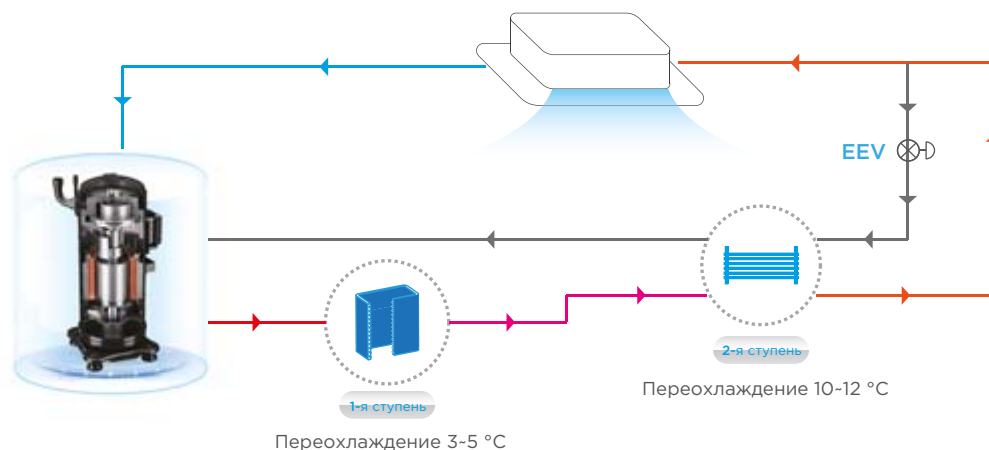 EEV
2-я ступень
Переохлаждение 10~12 °C
1-я ступень
Переохлаждение 3~5 °C